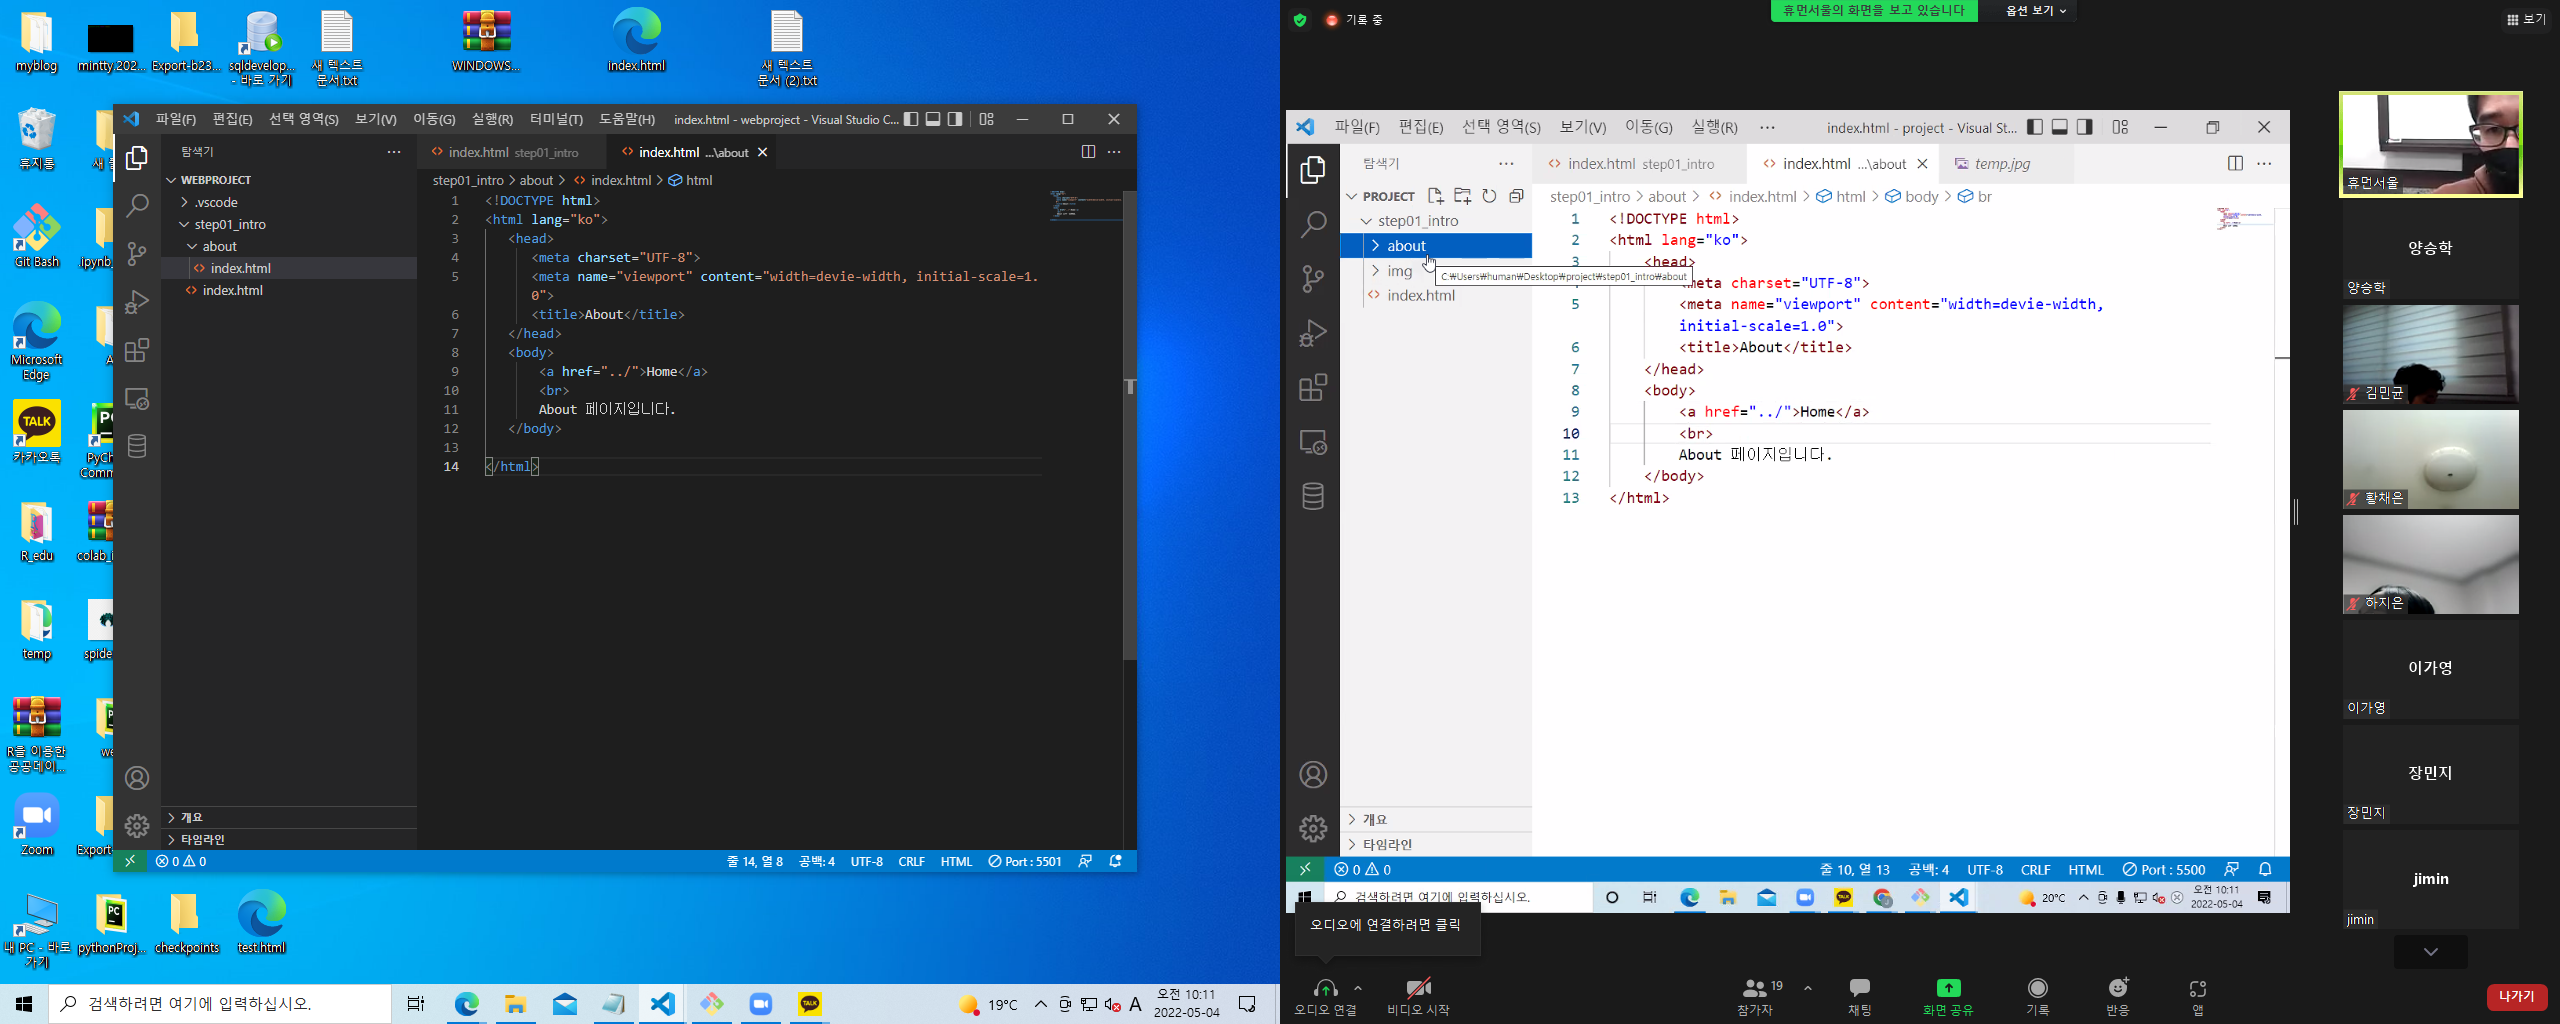 myblog
mintty.202...
Export-b23...
sqldevelop... - 바로 가기
새 텍스트 문서.txt
WINDOWS...
index.html
새 텍스트 문서 (2).txt
휴지통
Git Bash
.ipynb_
Microsoft Edge
TALK
카카오톡
PyCh
Comm
R_edu
colab_i
temp
spide
R을 이용한 공공데이...
we
Zoom
Export-
내 PC - 바로 가기
pythonProj...
checkpoints
test.html
파일(F) 편집(E) 선택 영역(S) 보기(V) 이동(G) 실행(R) 터미널(T) 도움말(H) index.html - webproject - Visual Studio C...
탐색기
index.html step01_intro
index.html ...\about
WEBPROJECT
.vscode
step01_intro
about
index.html
index.html
step01_intro > about > index.html > html
1 <!DOCTYPE html>
2 <html lang="ko">
3 <head>
4 <meta charset="UTF-8">
5 <meta name="viewport" content="width=devie-width, initial-scale=1.
0">
6 <title>About</title>
7 </head>
8 <body>
9 <a href="../">Home</a>
10 <br>
11 About 페이지입니다.
12 </body>
13
14 </html>
개요
타임라인
0 0
줄 14, 열 8 공백: 4 UTF-8 CRLF HTML Port : 5501
검색하려면 여기에 입력하십시오.
19°C A 오전 10:11
2022-05-04
기록 중
휴먼서울의 화면을 보고 있습니다
옵션 보기
보기
파일(F) 편집(E) 선택 영역(S) 보기(V) 이동(G) 실행(R) ... index.html - project - Visual St...
탐색기
index.html step01_intro
index.html ...\about
temp.jpg
PROJECT
step01_intro
about
img
index.html
C:₩Users₩human₩Desktop₩project₩step01_intro₩about
step01_intro > about > index.html > html > body > br
1 <!DOCTYPE html>
2 <html lang="ko">
3 <head>
4 <meta charset="UTF-8">
5 <meta name="viewport" content="width=devie-width,
initial-scale=1.0">
6 <title>About</title>
7 </head>
8 <body>
9 <a href="../">Home</a>
10 <br>
11 About 페이지입니다.
12 </body>
13 </html>
개요
타임라인
0 0
줄 10, 열 13 공백: 4 UTF-8 CRLF HTML Port : 5500
검색하려면 여기에 입력하십시오.
20°C 오전 10:11
2022-05-04
오디오에 연결하려면 클릭
휴먼서울
양승학
양승학
김민균
황채은
하지은
이가영
이가영
장민지
장민지
jimin
jimin
오디오 연결
비디오 시작
참가자 19
채팅
화면 공유
기록
반응
앱
나가기